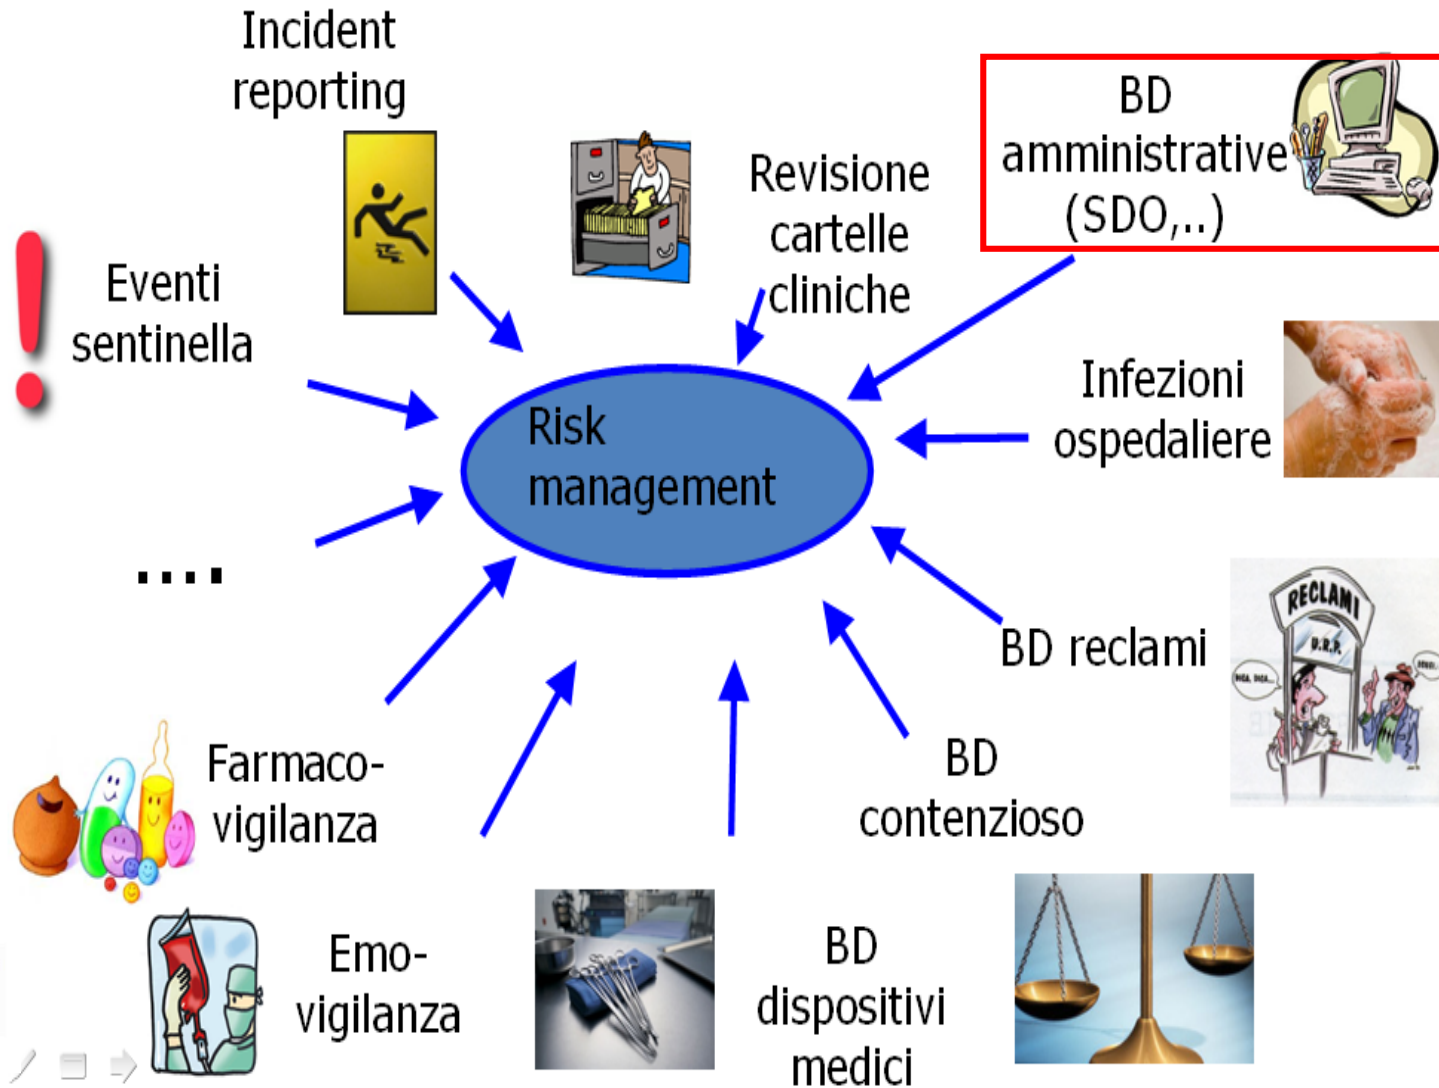 Incident
reporting
BD
amministrative
(SDO,..)
Revisione
cartelle
cliniche
Eventi
sentinella
Infezioni
ospedaliere
Risk
management
....
RECLAMI
U.R.P.
BD reclami
Farmaco-
vigilanza
BD
contenzioso
Emo-
vigilanza
BD
dispositivi
medici